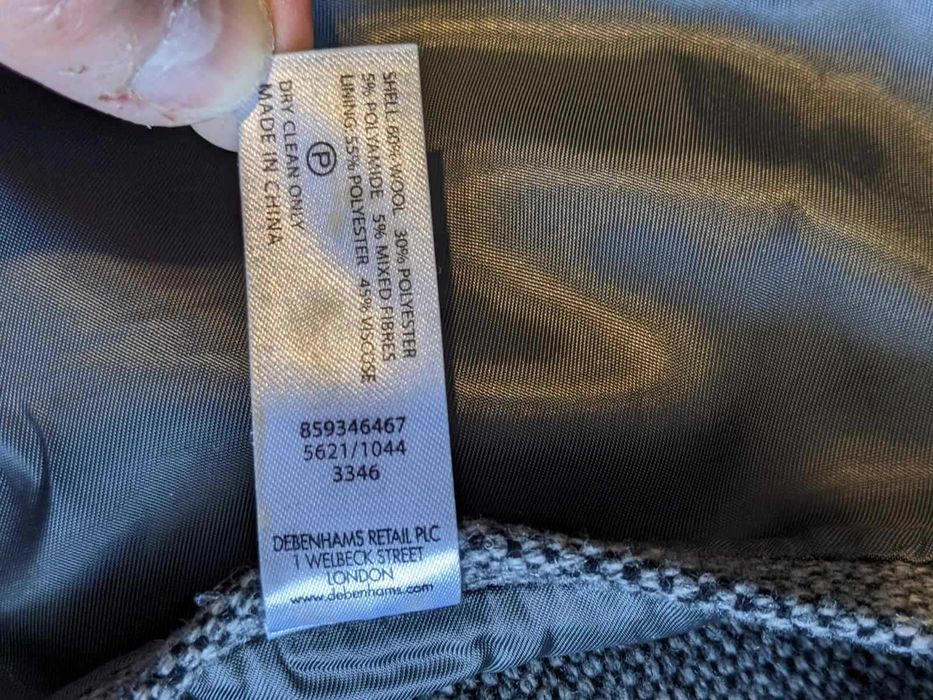 SHELL: 60% WOOL 30% POLYESTER
5% POLYAMIDE 5% MIXED FIBRES
LINING: 55% POLYESTER 45% VISCOSE
P
DRY CLEAN ONLY
MADE IN CHINA
859346467
5621/1044
3346
DEBENHAMS RETAIL PLC
1 WELBECK STREET
LONDON
www.debenhams.com